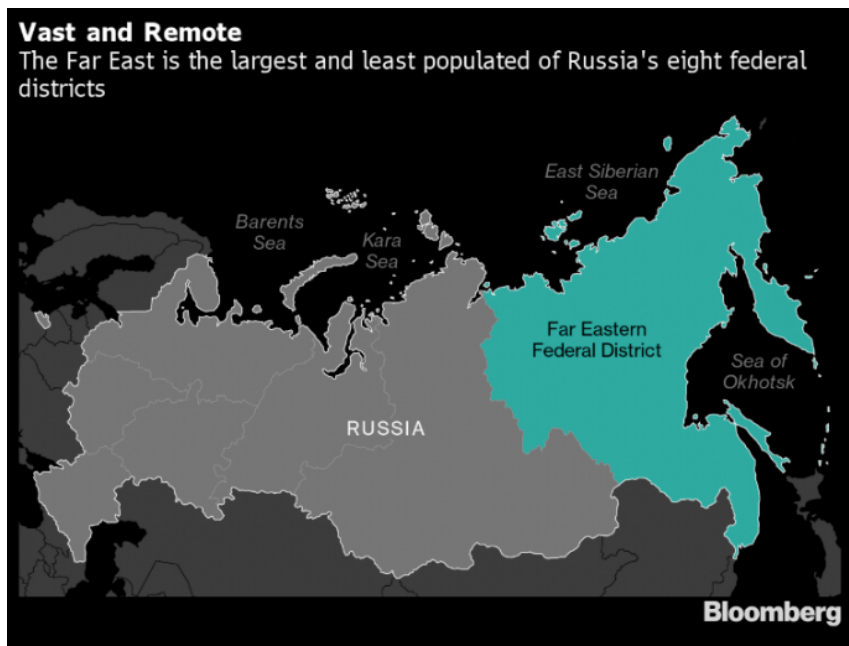 Vast and Remote
The Far East is the largest and least populated of Russia's eight federal
districts
East Siberian
Sea
Barents
Sea
Kara
Sea
Far Eastern
Federal District
Sea of
Okhotsk
RUSSIA
Bloomberg